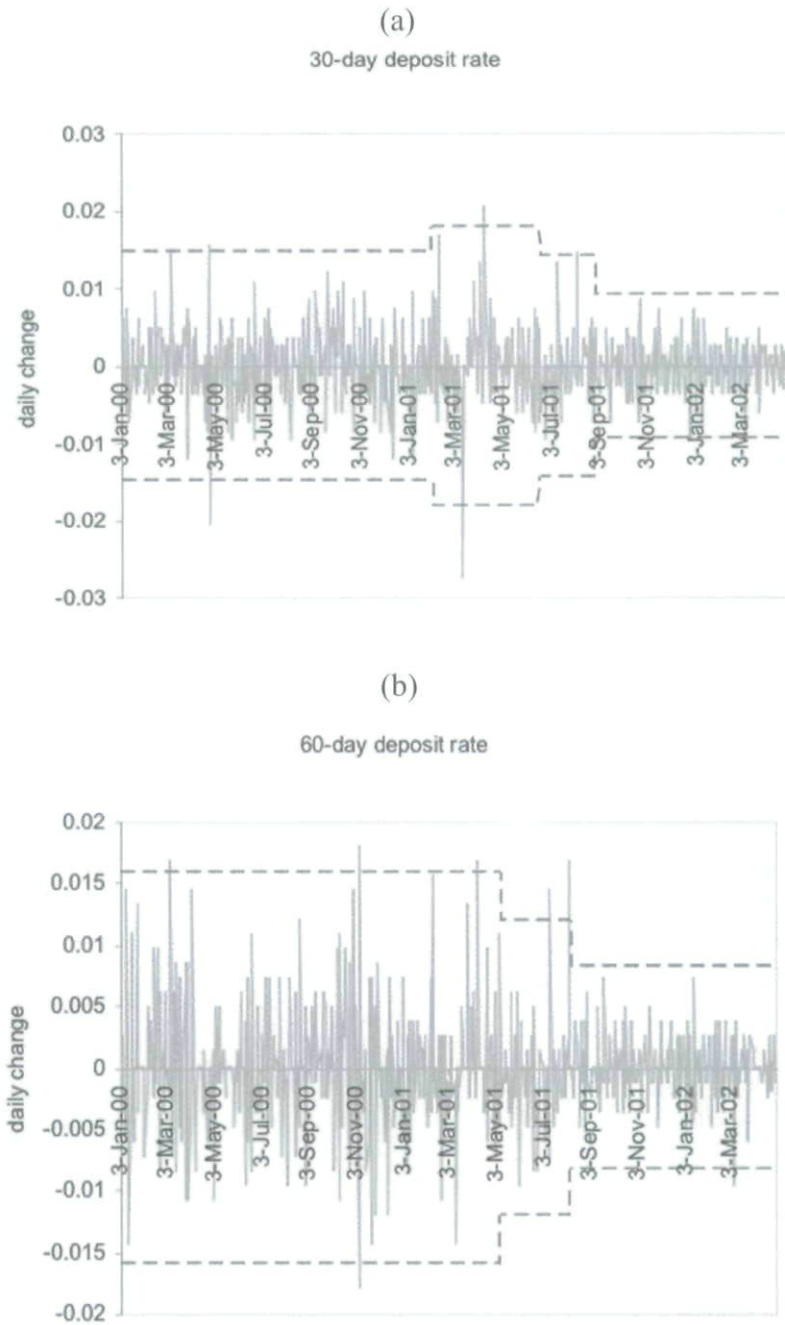 (a)
30-day deposit rate
0.03
0.02
0.01
0
-0.01
-0.02
-0.03
daily change
3-Jan-00
3-Mar-00
3-May-00
3-Jul-00
3-Sep-00
3-Nov-00
3-Jan-01
3-Mar-01
3-May-01
3-Jul-01
3-Sep-01
3-Nov-01
3-Jan-02
3-Mar-02
(b)
60-day deposit rate
0.02
0.015
0.01
0.005
0
-0.005
-0.01
-0.015
-0.02
daily change
3-Jan-00
3-Mar-00
3-May-00
3-Jul-00
3-Sep-00
3-Nov-00
3-Jan-01
3-Mar-01
3-May-01
3-Jul-01
3-Sep-01
3-Nov-01
3-Jan-02
3-Mar-02